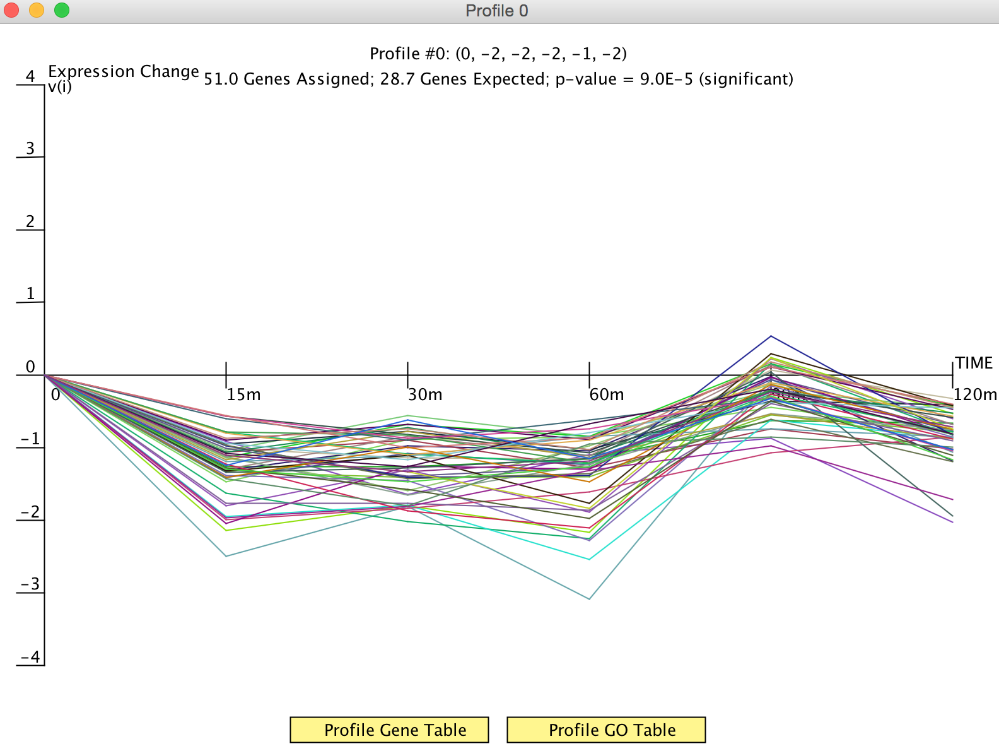 Profile 0
Profile #0: (0, -2, -2, -2, -1, -2)
Expression Change
v(i)
51.0 Genes Assigned; 28.7 Genes Expected; p-value = 9.0E-5 (significant)
4
3
2
1
0
TIME
0 15m 30m 60m 120m
-1
-2
-3
-4
Profile Gene Table
Profile GO Table